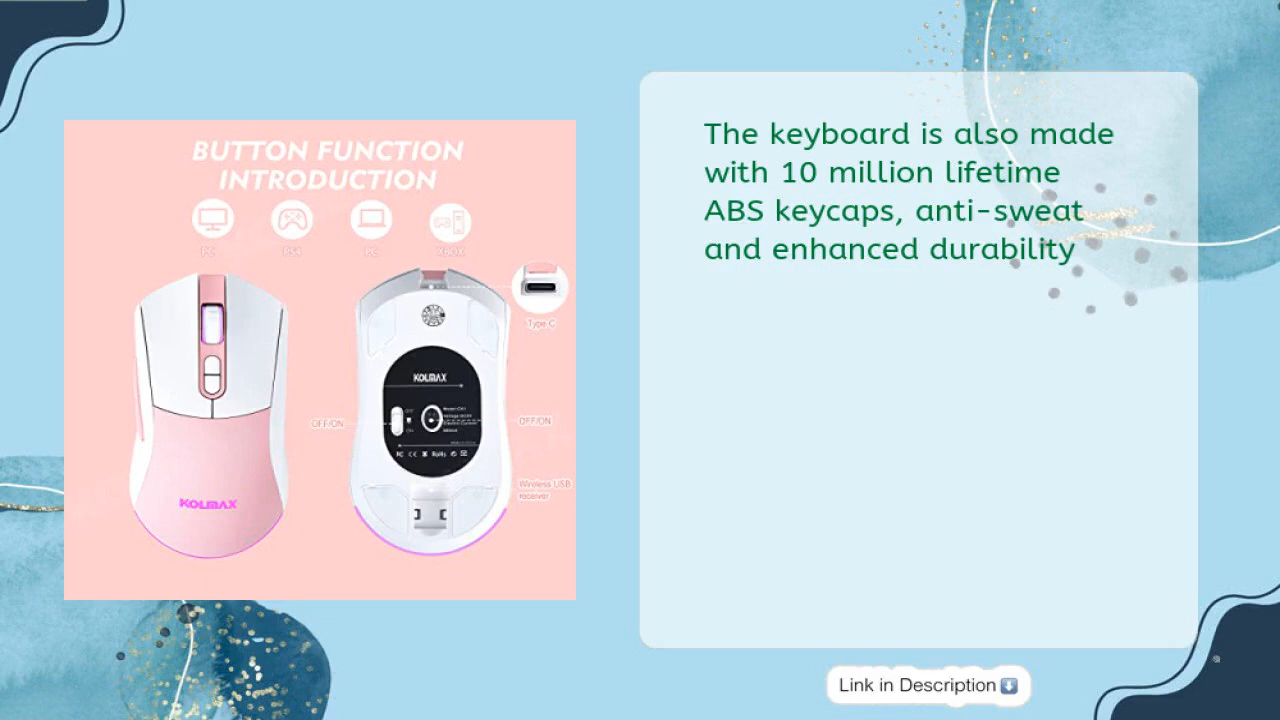 BUTTON FUNCTION
INTRODUCTION
PC
PS4
PC
XBOX
Type C
KOLMAX
OFF/ON
OFF/ON
Wireless USB
receiver
KOLMAX
The keyboard is also made
with 10 million lifetime
ABS keycaps, anti-sweat
and enhanced durability
Link in Description